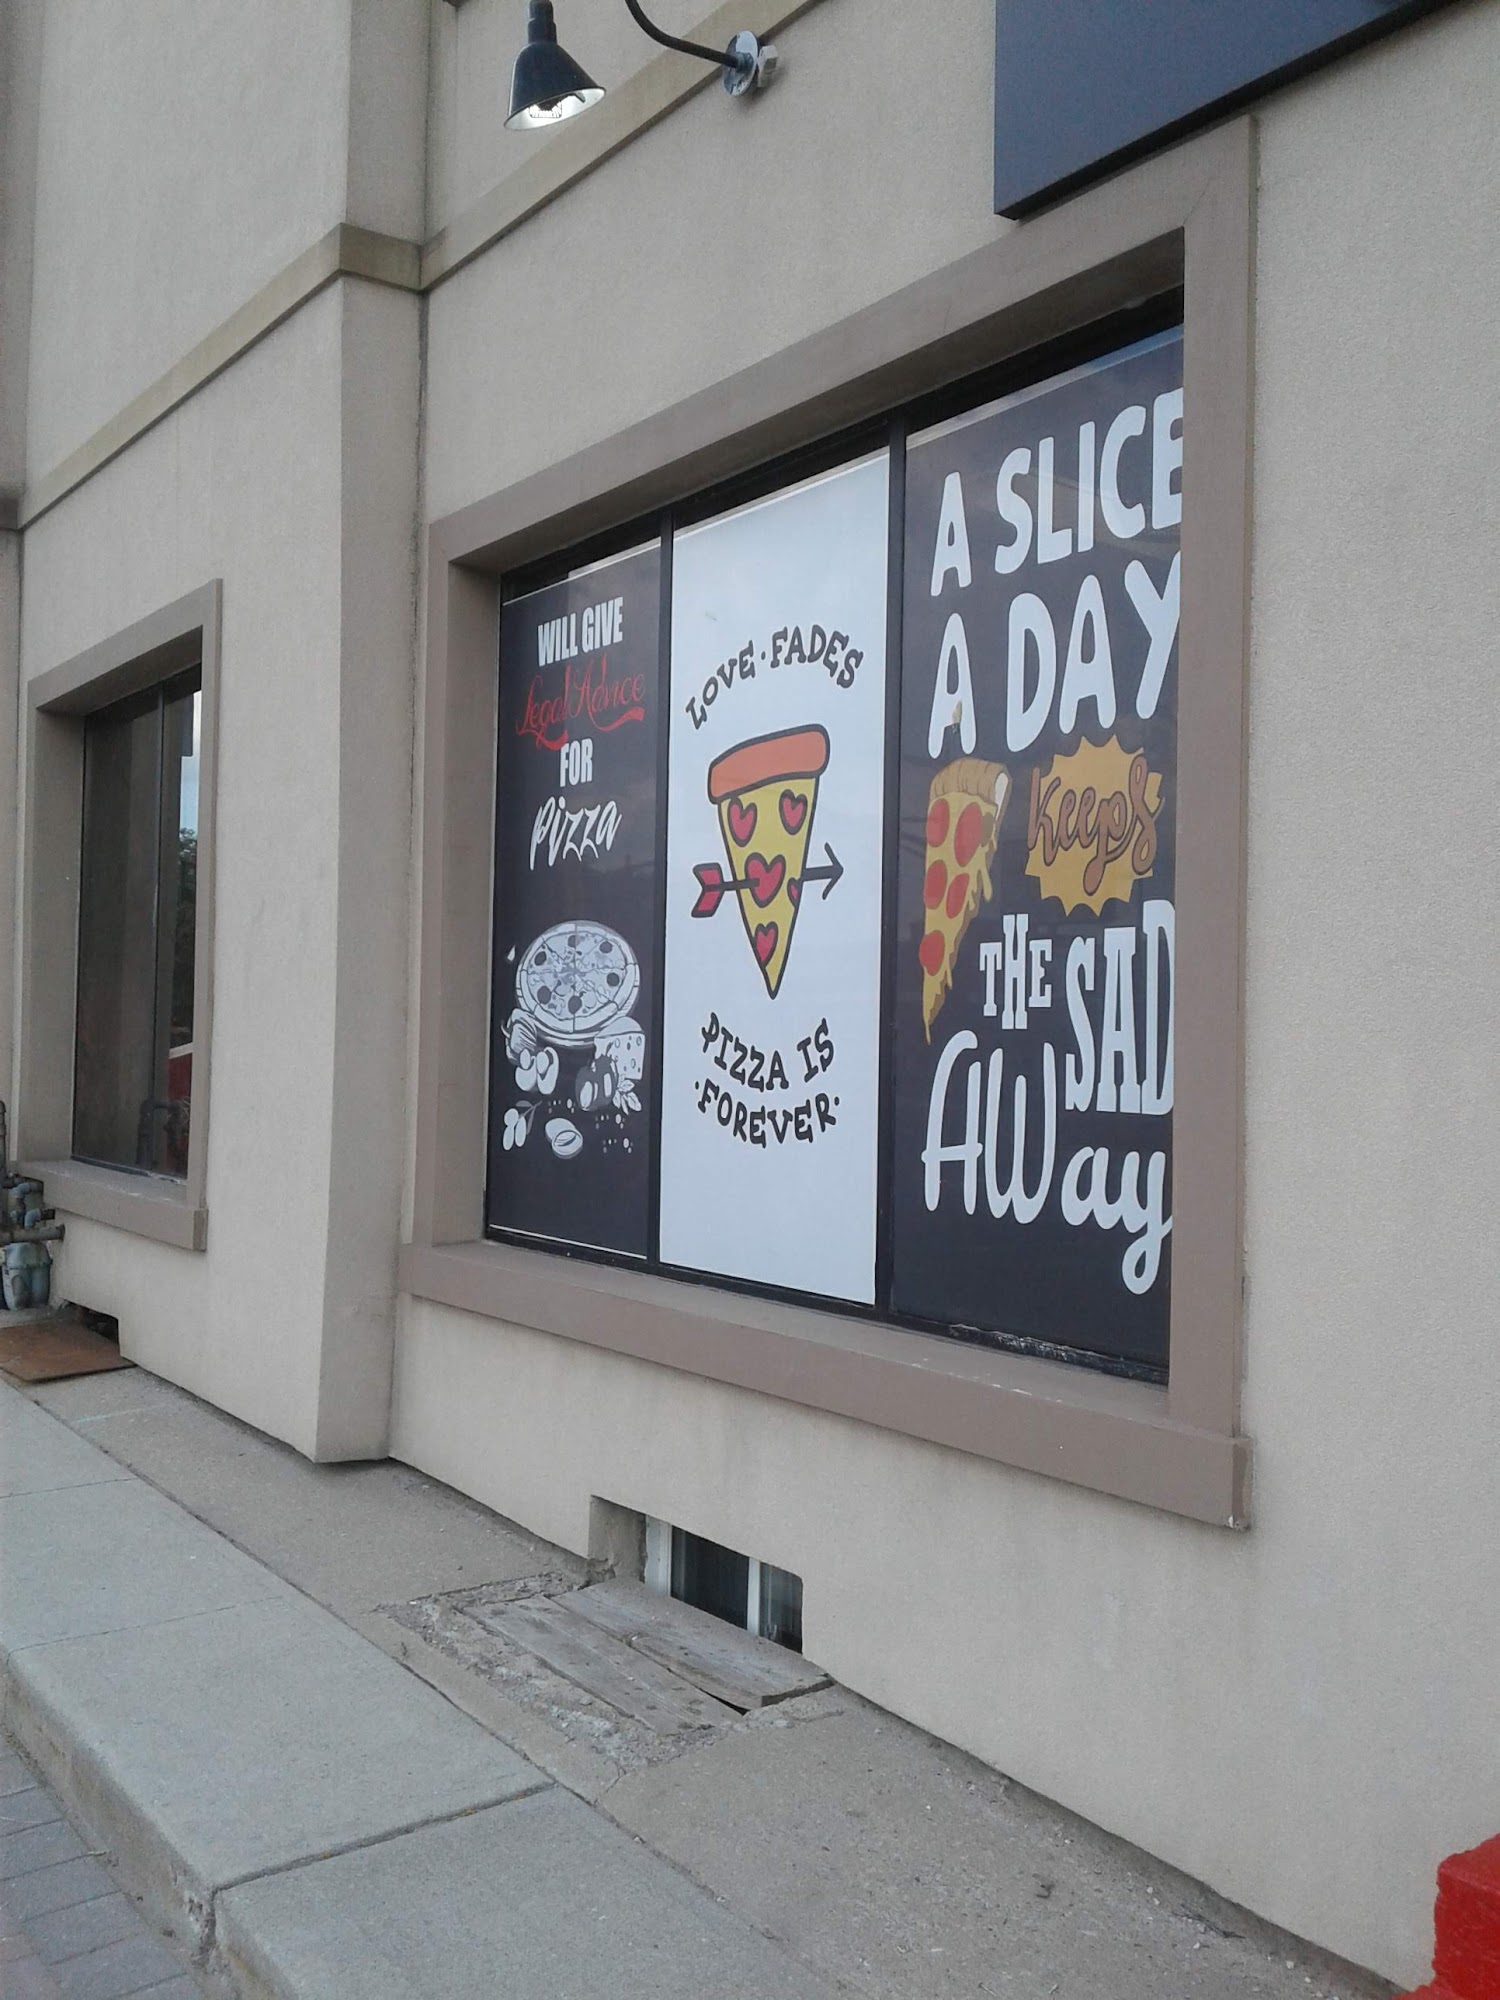 WILL GIVE
Legal Advice
FOR
Pizza
LOVE · FADES
PIZZA IS
· FOREVER ·
A SLICE
A DAY
Keeps
THE SAD
AWay